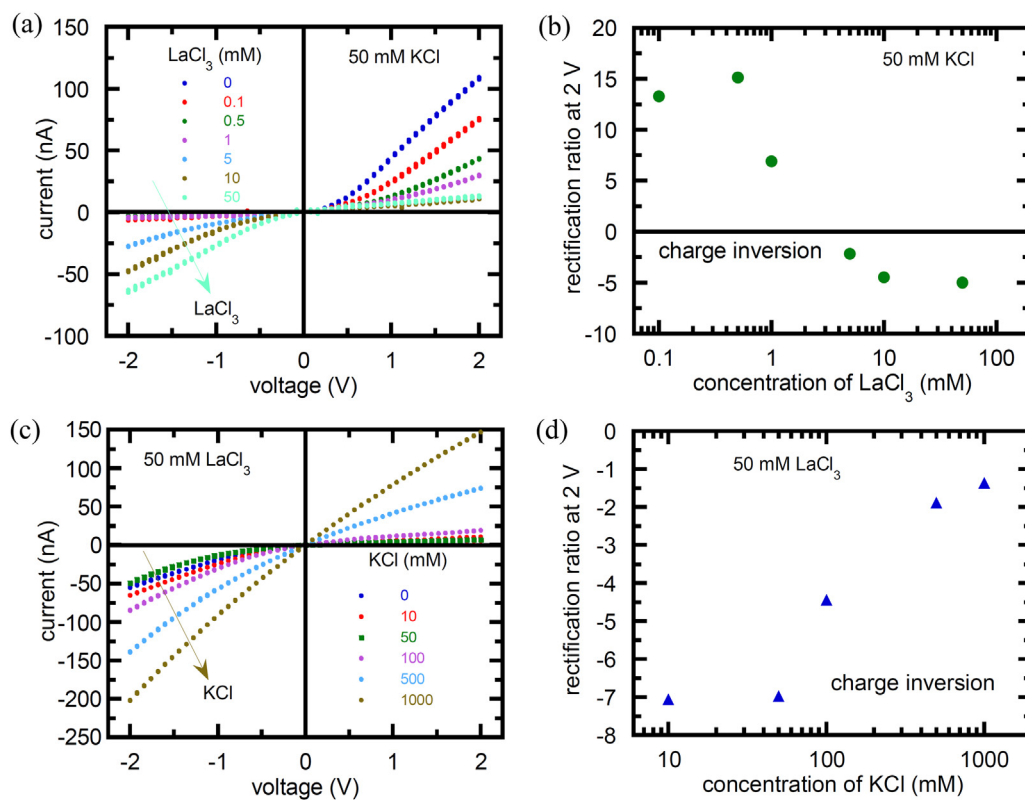 (a)
150
100
50
0
-50
-100
current (nA)
LaCl₃ (mM)
0
0.1
0.5
1
5
10
50
50 mM KCl
LaCl₃
-2
-1
0
1
2
voltage (V)
(b)
20
15
10
5
0
-5
-10
rectification ratio at 2 V
50 mM KCl
charge inversion
0.1
1
10
100
concentration of LaCl₃ (mM)
(c)
150
100
50
0
-50
-100
-150
-200
-250
current (nA)
50 mM LaCl₃
KCl (mM)
0
10
50
100
500
1000
KCl
-2
-1
0
1
2
voltage (V)
(d)
0
-1
-2
-3
-4
-5
-6
-7
-8
rectification ratio at 2 V
50 mM LaCl₃
charge inversion
10
100
1000
concentration of KCl (mM)